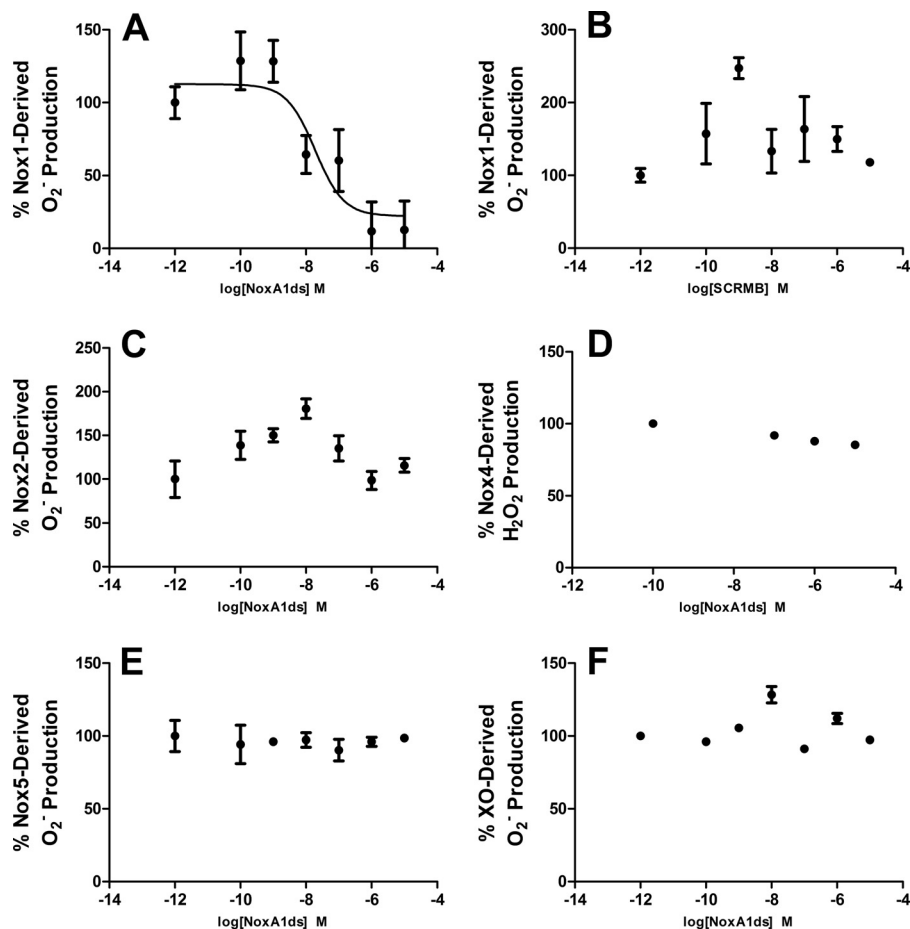 A
% Nox1-Derived
O₂⁻ Production
150
100
50
0
-14 -12 -10 -8 -6 -4
log[NoxA1ds] M
B
% Nox1-Derived
O₂⁻ Production
300
200
100
0
-14 -12 -10 -8 -6 -4
log[SCRMB] M
C
% Nox2-Derived
O₂⁻ Production
250
200
150
100
50
0
-14 -12 -10 -8 -6 -4
log[NoxA1ds] M
D
% Nox4-Derived
H₂O₂ Production
150
100
50
0
-12 -10 -8 -6 -4
log[NoxA1ds] M
E
% Nox5-Derived
O₂⁻ Production
150
100
50
0
-14 -12 -10 -8 -6 -4
log[NoxA1ds] M
F
% XO-Derived
O₂⁻ Production
150
100
50
0
-14 -12 -10 -8 -6 -4
log[NoxA1ds] M